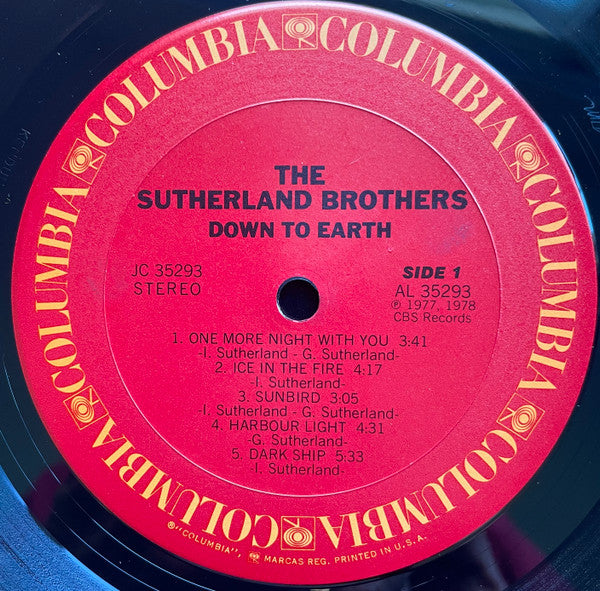 COLUMBIA COLUMBIA COLUMBIA COLUMBIA COLUMBIA COLUMBIA COLUMBIA COLUMBIA
THE
SUTHERLAND BROTHERS
DOWN TO EARTH
JC 35293 SIDE 1
STEREO AL 35293
℗ 1977, 1978
CBS Records
1. ONE MORE NIGHT WITH YOU 3:41
-I. Sutherland - G. Sutherland-
2. ICE IN THE FIRE 4:17
-I. Sutherland-
3. SUNBIRD 3:05
-I. Sutherland - G. Sutherland-
4. HARBOUR LIGHT 4:31
-G. Sutherland-
5. DARK SHIP 5:33
-I. Sutherland-
®"COLUMBIA", MARCAS REG. PRINTED IN U.S.A.